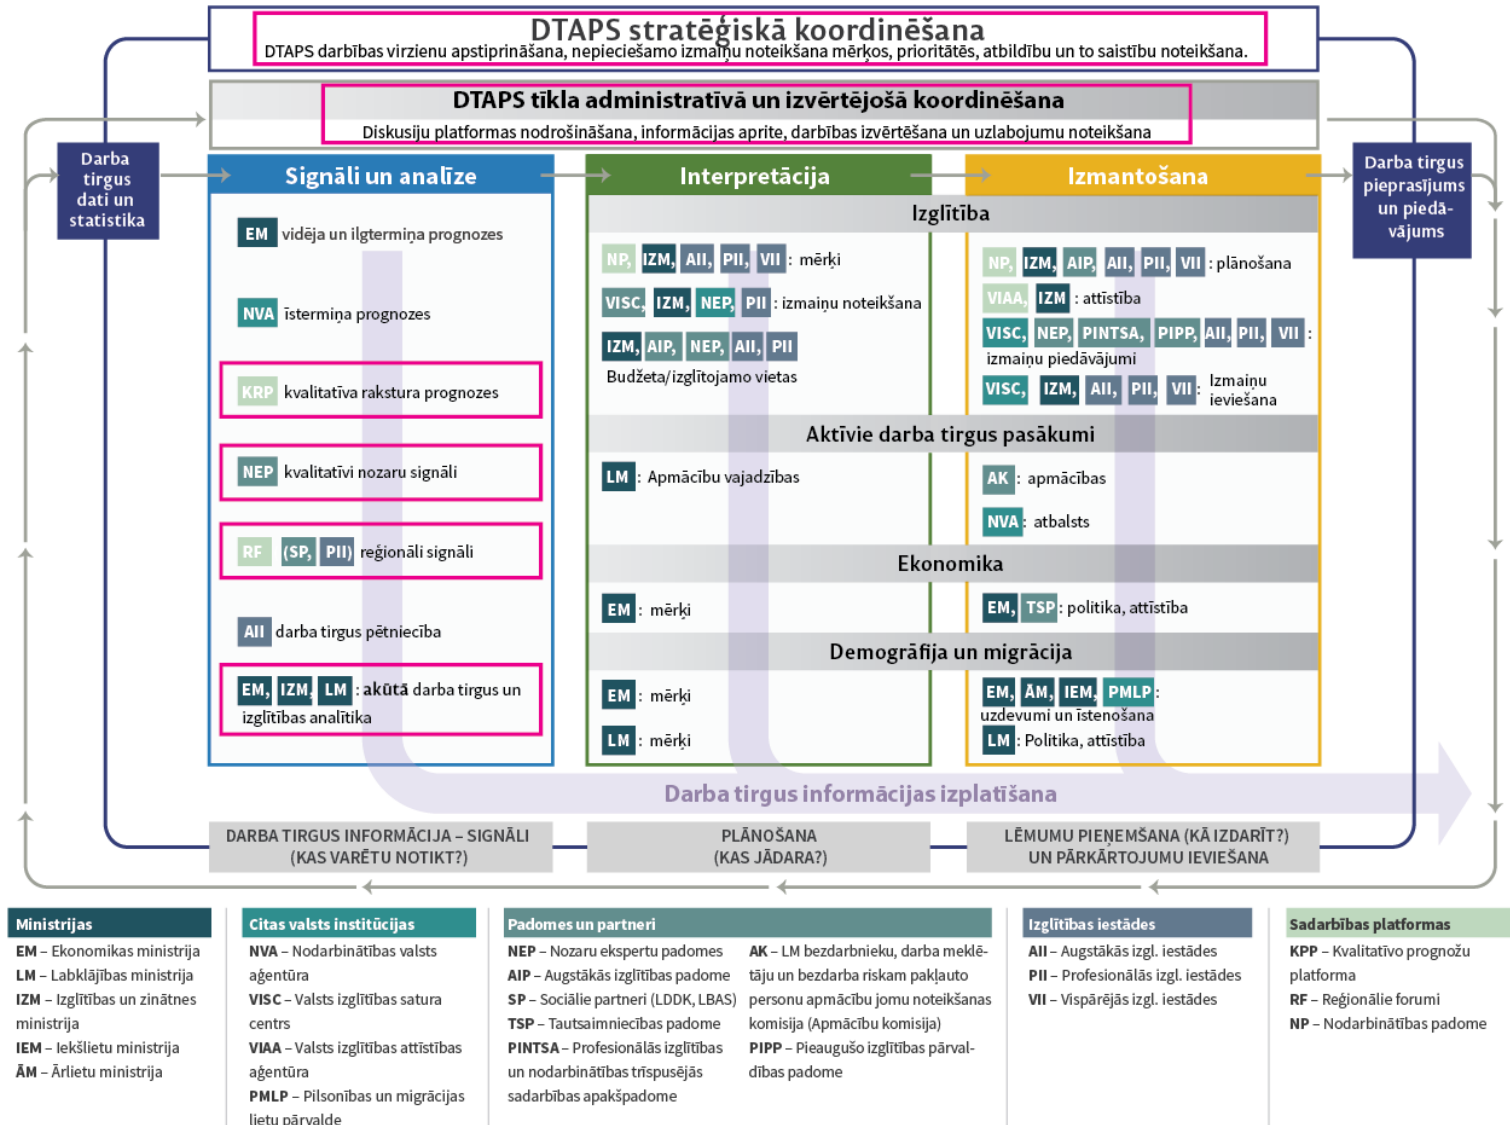 DTAPS stratēģiskā koordinēšana
DTAPS darbības virzienu apstiprināšana, nepieciešamo izmaiņu noteikšana mērķos, prioritātēs, atbildību un to saistību noteikšana.
DTAPS tīkla administratīvā un izvērtējošā koordinēšana
Diskusiju platformas nodrošināšana, informācijas aprite, darbības izvērtēšana un uzlabojumu noteikšana
Darba
tirgus
dati un
statistika
Signāli un analīze
EM vidēja un ilgtermiņa prognozes
NVA īstermiņa prognozes
KRP kvalitatīva rakstura prognozes
NEP kvalitatīvi nozaru signāli
RF (SP, PII) reģionāli signāli
AII darba tirgus pētniecība
EM, IZM, LM : akūtā darba tirgus un
izglītības analītika
Interpretācija
Izmantošana
Izglītība
NP, IZM, AII, PII, VII : mērķi
VISC, IZM, NEP, PII : izmaiņu noteikšana
IZM, AIP, NEP, AII, PII
Budžeta/izglītojamo vietas
NP, IZM, AIP, AII, PII, VII : plānošana
VIAA, IZM : attīstība
VISC, NEP, PINTSA, PIPP, AII, PII, VII :
izmaiņu piedāvājumi
VISC, IZM, AII, PII, VII : Izmaiņu
ieviešana
Aktīvie darba tirgus pasākumi
LM : Apmācību vajadzības
AK : apmācības
NVA : atbalsts
Ekonomika
EM : mērķi
EM, TSP : politika, attīstība
Demogrāfija un migrācija
EM : mērķi
LM : mērķi
EM, ĀM, IEM, PMLP :
uzdevumi un īstenošana
LM : Politika, attīstība
Darba tirgus
pieprasījums
un piedā-
vājums
Darba tirgus informācijas izplatīšana
DARBA TIRGUS INFORMĀCIJA – SIGNĀLI
(KAS VARĒTU NOTIKT?)
PLĀNOŠANA
(KAS JĀDARA?)
LĒMUMU PIEŅEMŠANA (KĀ IZDARĪT?)
UN PĀRKĀRTOJUMU IEVIEŠANA
Ministrijas
EM – Ekonomikas ministrija
LM – Labklājības ministrija
IZM – Izglītības un zinātnes
ministrija
IEM – Iekšlietu ministrija
ĀM – Ārlietu ministrija
Citas valsts institūcijas
NVA – Nodarbinātības valsts
aģentūra
VISC – Valsts izglītības satura
centrs
VIAA – Valsts izglītības attīstības
aģentūra
PMLP – Pilsonības un migrācijas
lietu pārvalde
Padomes un partneri
NEP – Nozaru ekspertu padomes
AIP – Augstākās izglītības padome
SP – Sociālie partneri (LDDK, LBAS)
TSP – Tautsaimniecības padome
PINTSA – Profesionālās izglītības
un nodarbinātības trīspusējās
sadarbības apakšpadome
AK – LM bezdarbnieku, darba meklē-
tāju un bezdarba riskam pakļauto
personu apmācību jomu noteikšanas
komisija (Apmācību komisija)
PIPP – Pieaugušo izglītības pārval-
dības padome
Izglītības iestādes
AII – Augstākās izgl. iestādes
PII – Profesionālās izgl. iestādes
VII – Vispārējās izgl. iestādes
Sadarbības platformas
KPP – Kvalitatīvo prognožu
platforma
RF – Reģionālie forumi
NP – Nodarbinātības padome